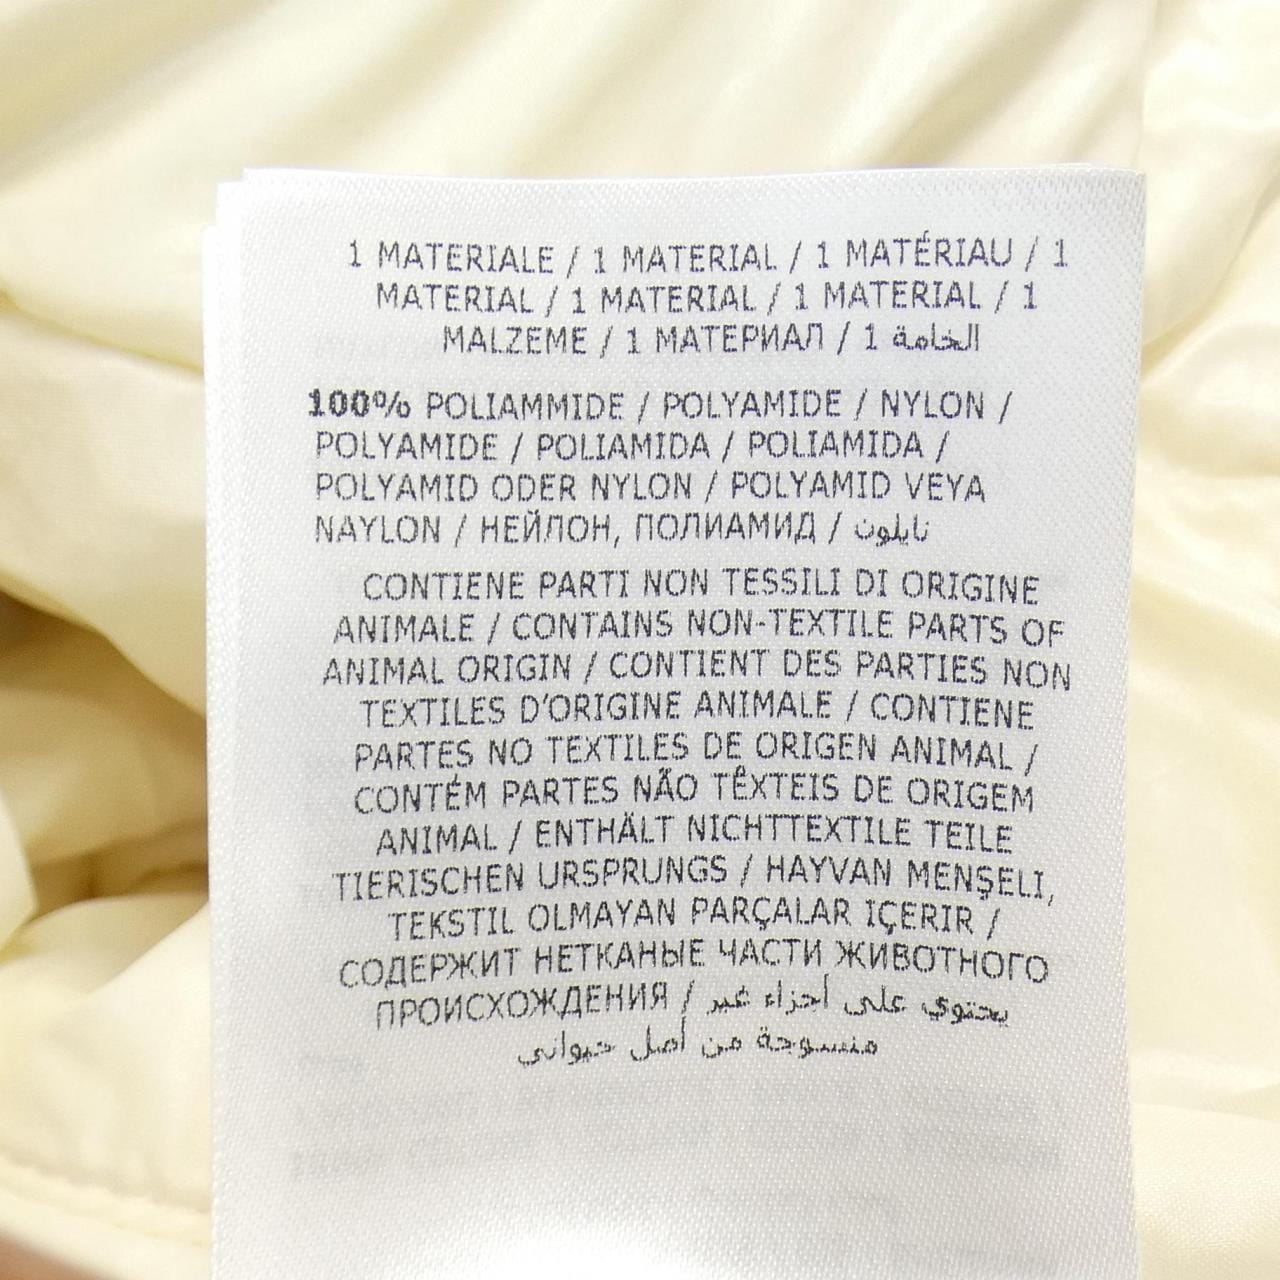 1 MATERIALE / 1 MATERIAL / 1 MATÉRIAU / 1
MATERIAL / 1 MATERIAL / 1 MATERIAL / 1
MALZEME / 1 МАТЕРИАЛ / 1 الخامة
100% POLIAMMIDE / POLYAMIDE / NYLON /
POLYAMIDE / POLIAMIDA / POLIAMIDA /
POLYAMID ODER NYLON / POLYAMID VEYA
NAYLON / НЕЙЛОН, ПОЛИАМИД / نايلون
CONTIENE PARTI NON TESSILI DI ORIGINE
ANIMALE / CONTAINS NON-TEXTILE PARTS OF
ANIMAL ORIGIN / CONTIENT DES PARTIES NON
TEXTILES D'ORIGINE ANIMALE / CONTIENE
PARTES NO TEXTILES DE ORIGEN ANIMAL /
CONTÉM PARTES NÃO TÊXTEIS DE ORIGEM
ANIMAL / ENTHÄLT NICHTTEXTILE TEILE
TIERISCHEN URSPRUNGS / HAYVAN MENŞELI,
TEKSTIL OLMAYAN PARÇALAR IÇERIR /
СОДЕРЖИТ НЕТКАНЫЕ ЧАСТИ ЖИВОТНОГО
ПРОИСХОЖДЕНИЯ / يحتوي على أجزاء غير
منسوجة من أصل حيواني